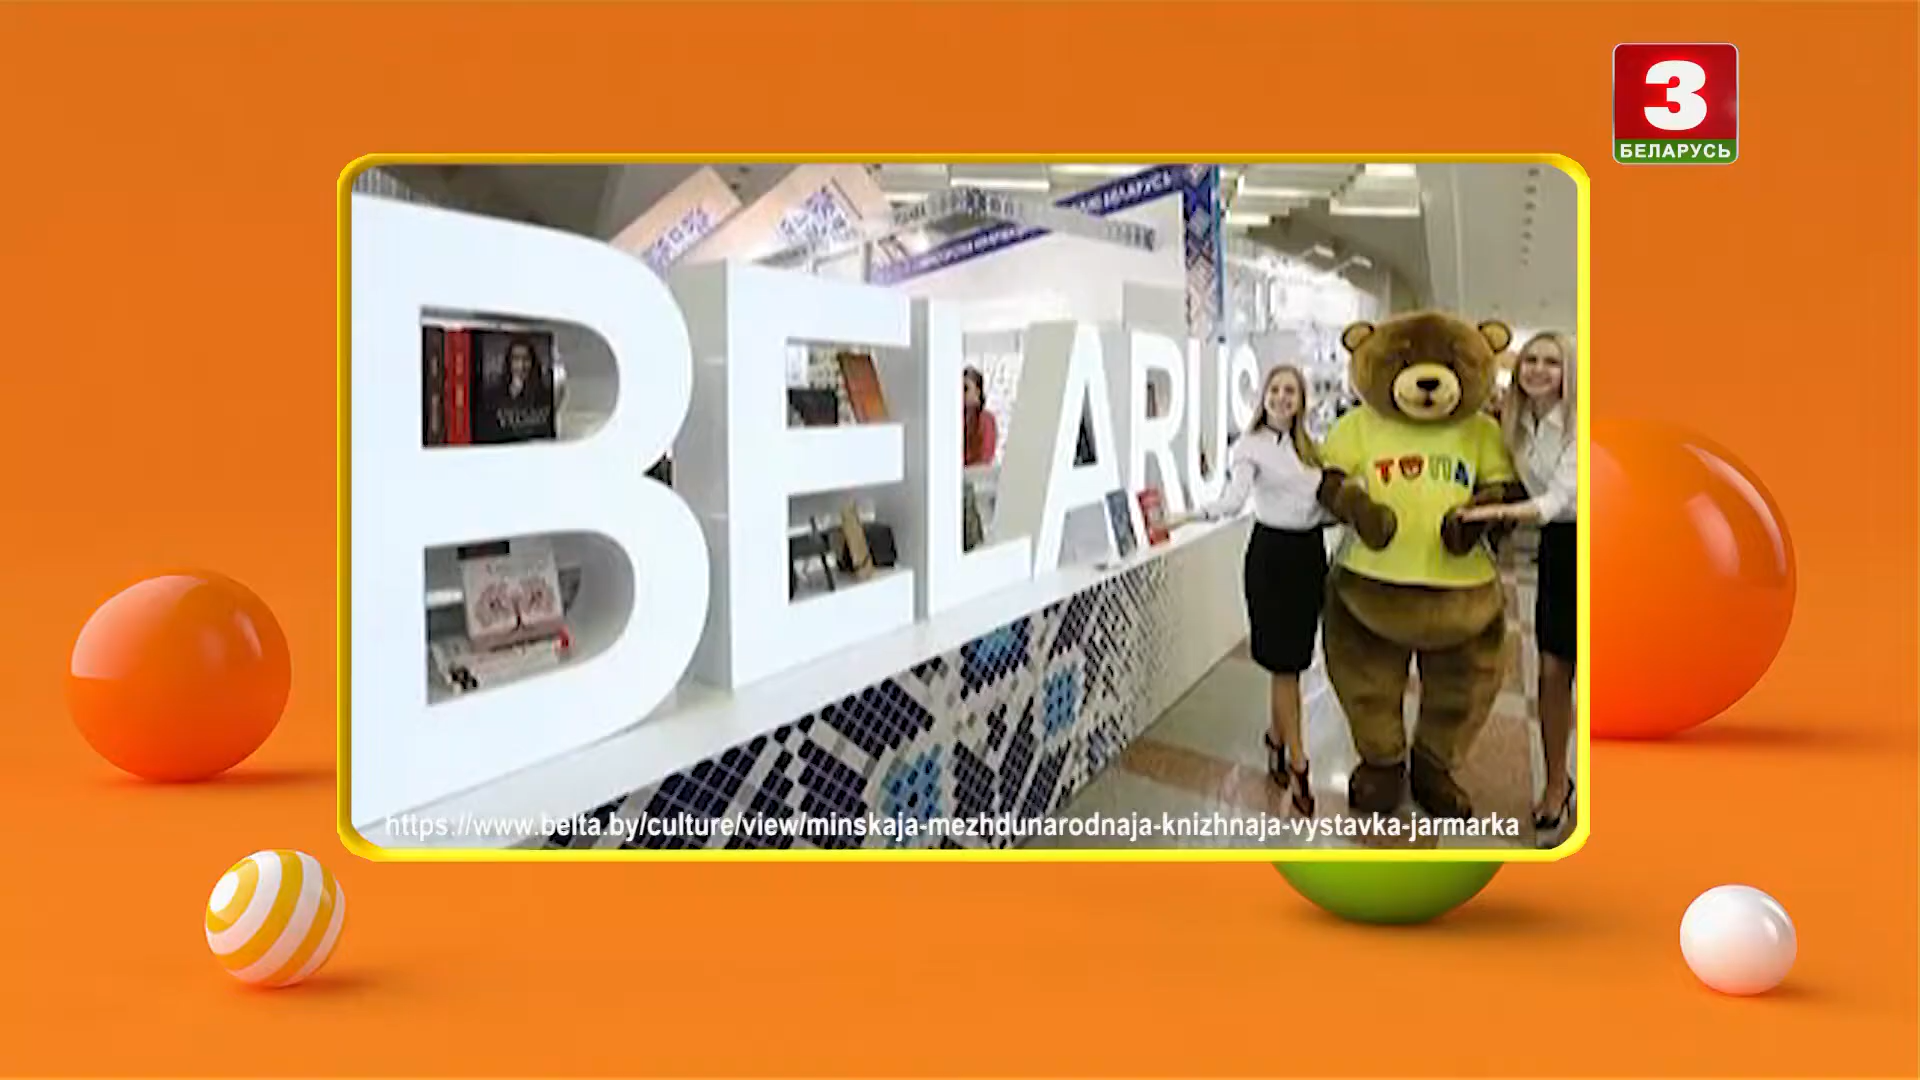 3
БЕЛАРУСЬ
BELARUS
ТОПА
https://www.belta.by/culture/view/minskaja-mezhdunarodnaja-knizhnaja-vystavka-jarmarka